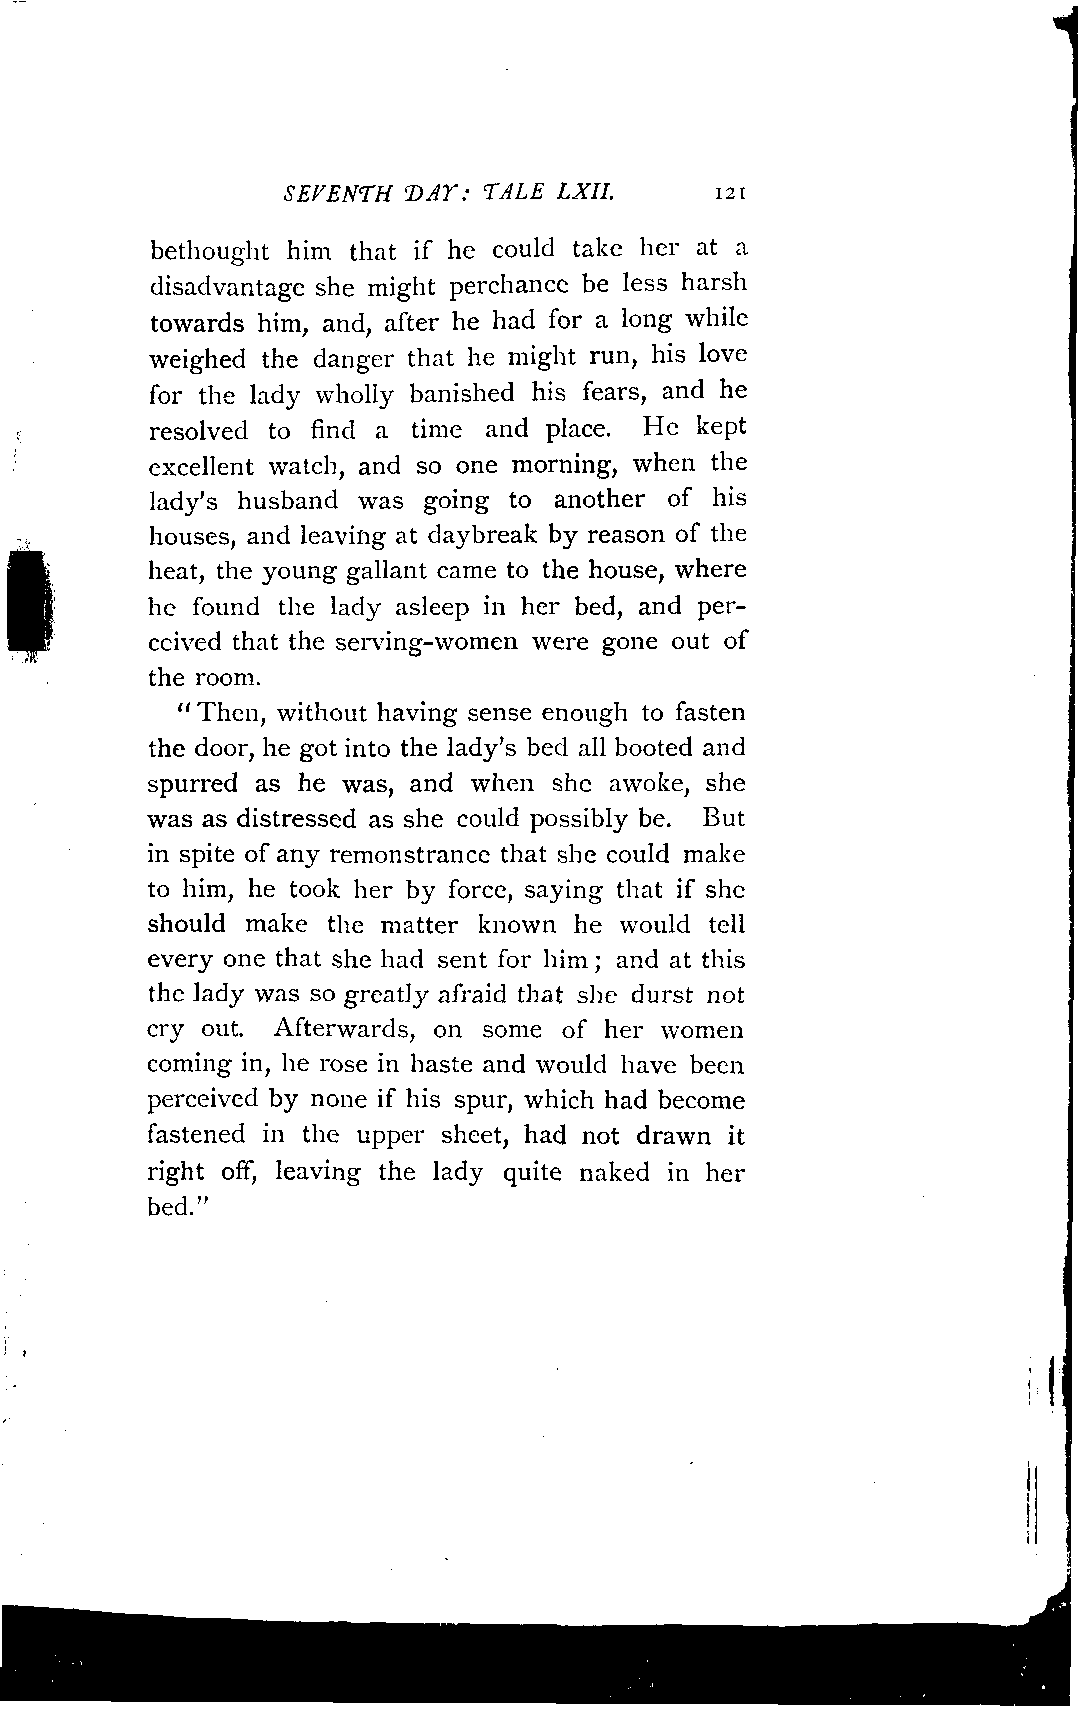 SEVENTH DAY: TALE LXII. 121
bethought him that if he could take her at a
disadvantage she might perchance be less harsh
towards him, and, after he had for a long while
weighed the danger that he might run, his love
for the lady wholly banished his fears, and he
resolved to find a time and place. He kept
excellent watch, and so one morning, when the
lady's husband was going to another of his
houses, and leaving at daybreak by reason of the
heat, the young gallant came to the house, where
he found the lady asleep in her bed, and per-
ceived that the serving-women were gone out of
the room.
"Then, without having sense enough to fasten
the door, he got into the lady's bed all booted and
spurred as he was, and when she awoke, she
was as distressed as she could possibly be. But
in spite of any remonstrance that she could make
to him, he took her by force, saying that if she
should make the matter known he would tell
every one that she had sent for him; and at this
the lady was so greatly afraid that she durst not
cry out. Afterwards, on some of her women
coming in, he rose in haste and would have been
perceived by none if his spur, which had become
fastened in the upper sheet, had not drawn it
right off, leaving the lady quite naked in her
bed."